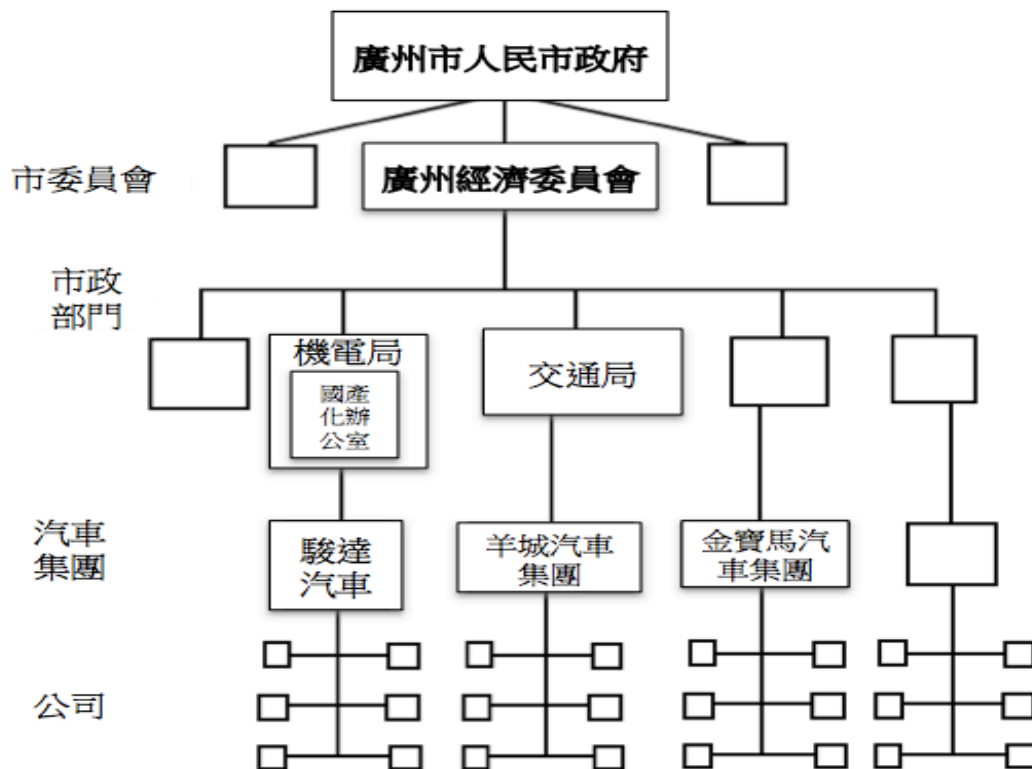 廣州市人民市政府
市委員會
廣州經濟委員會
市政
部門
機電局
國產
化辦
公室
交通局
汽車
集團
駿達
汽車
羊城汽車
集團
金寶馬汽
車集團
公司